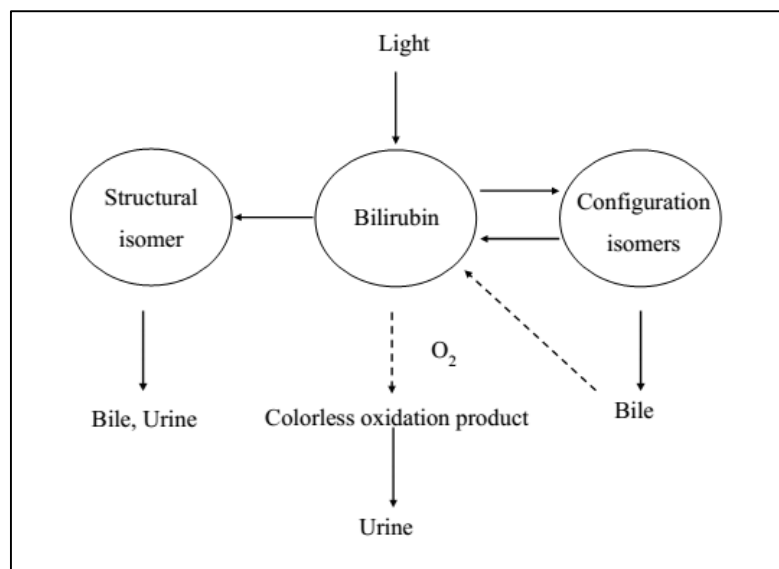 Light
Structural
isomer
Bilirubin
Configuration
isomers
O2
Bile, Urine
Colorless oxidation product
Bile
Urine